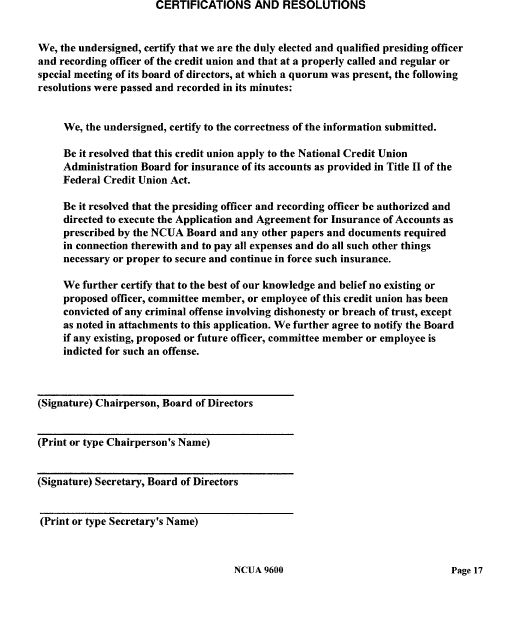 CERTIFICATIONS AND RESOLUTIONS
We, the undersigned, certify that we are the duly elected and qualified presiding officer
and recording officer of the credit union and that at a properly called and regular or
special meeting of its board of directors, at which a quorum was present, the following
resolutions were passed and recorded in its minutes:
We, the undersigned, certify to the correctness of the information submitted.
Be it resolved that this credit union apply to the National Credit Union
Administration Board for insurance of its accounts as provided in Title II of the
Federal Credit Union Act.
Be it resolved that the presiding officer and recording officer be authorized and
directed to execute the Application and Agreement for Insurance of Accounts as
prescribed by the NCUA Board and any other papers and documents required
in connection therewith and to pay all expenses and do all such other things
necessary or proper to secure and continue in force such insurance.
We further certify that to the best of our knowledge and belief no existing or
proposed officer, committee member, or employee of this credit union has been
convicted of any criminal offense involving dishonesty or breach of trust, except
as noted in attachments to this application. We further agree to notify the Board
if any existing, proposed or future officer, committee member or employee is
indicted for such an offense.
(Signature) Chairperson, Board of Directors
(Print or type Chairperson's Name)
(Signature) Secretary, Board of Directors
(Print or type Secretary's Name)
NCUA 9600 Page 17